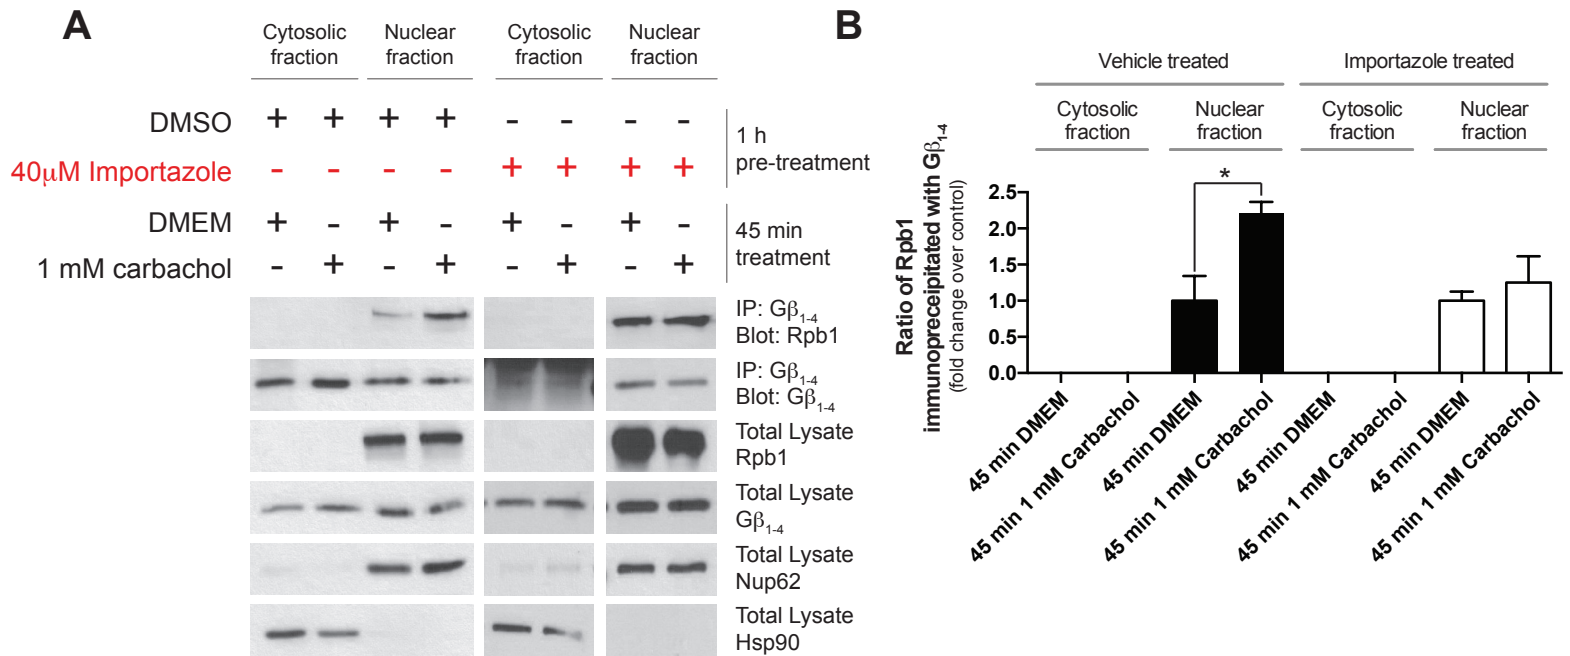 A
Cytosolic fraction
Nuclear fraction
Cytosolic fraction
Nuclear fraction
DMSO + + + + - - - -
40μM Importazole - - - - + + + +
1 h
pre-treatment
DMEM + - + - + - + -
1 mM carbachol - + - + - + - +
45 min
treatment
IP: Gβ1-4
Blot: Rpb1
IP: Gβ1-4
Blot: Gβ1-4
Total Lysate
Rpb1
Total Lysate
Gβ1-4
Total Lysate
Nup62
Total Lysate
Hsp90
B
Vehicle treated
Importazole treated
Cytosolic fraction
Nuclear fraction
Cytosolic fraction
Nuclear fraction
Ratio of Rpb1
immunopreceipitated with Gβ1-4
(fold change over control)
2.5
2.0
1.5
1.0
0.5
0.0
*
45 min DMEM
45 min 1 mM Carbachol
45 min DMEM
45 min 1 mM Carbachol
45 min DMEM
45 min 1 mM Carbachol
45 min DMEM
45 min 1 mM Carbachol